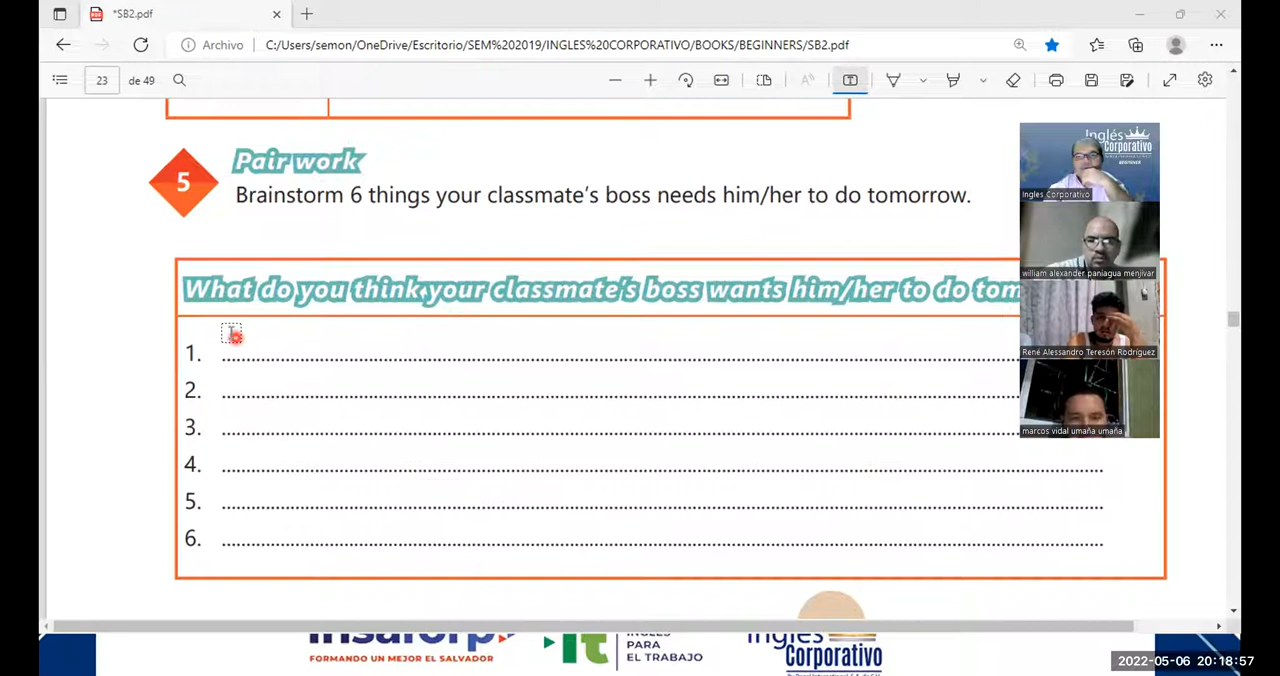 *SB2.pdf
Archivo
C:/Users/semon/OneDrive/Escritorio/SEM%202019/INGLES%20CORPORATIVO/BOOKS/BEGINNERS/SB2.pdf
23 de 49
5
Pair work
Brainstorm 6 things your classmate's boss needs him/her to do tomorrow.
Inglés
Corporativo
BEGINNER
Ingles Corporativo
william alexander paniagua menjivar
René Alessandro Teresón Rodríguez
marcos vidal umaña umaña
What do you think your classmate's boss wants him/her to do tom
1.
2.
3.
4.
5.
6.
insaforp
FORMANDO UN MEJOR EL SALVADOR
it
INGLÉS
PARA
EL TRABAJO
Inglés
Corporativo
2022-05-06 20:18:57